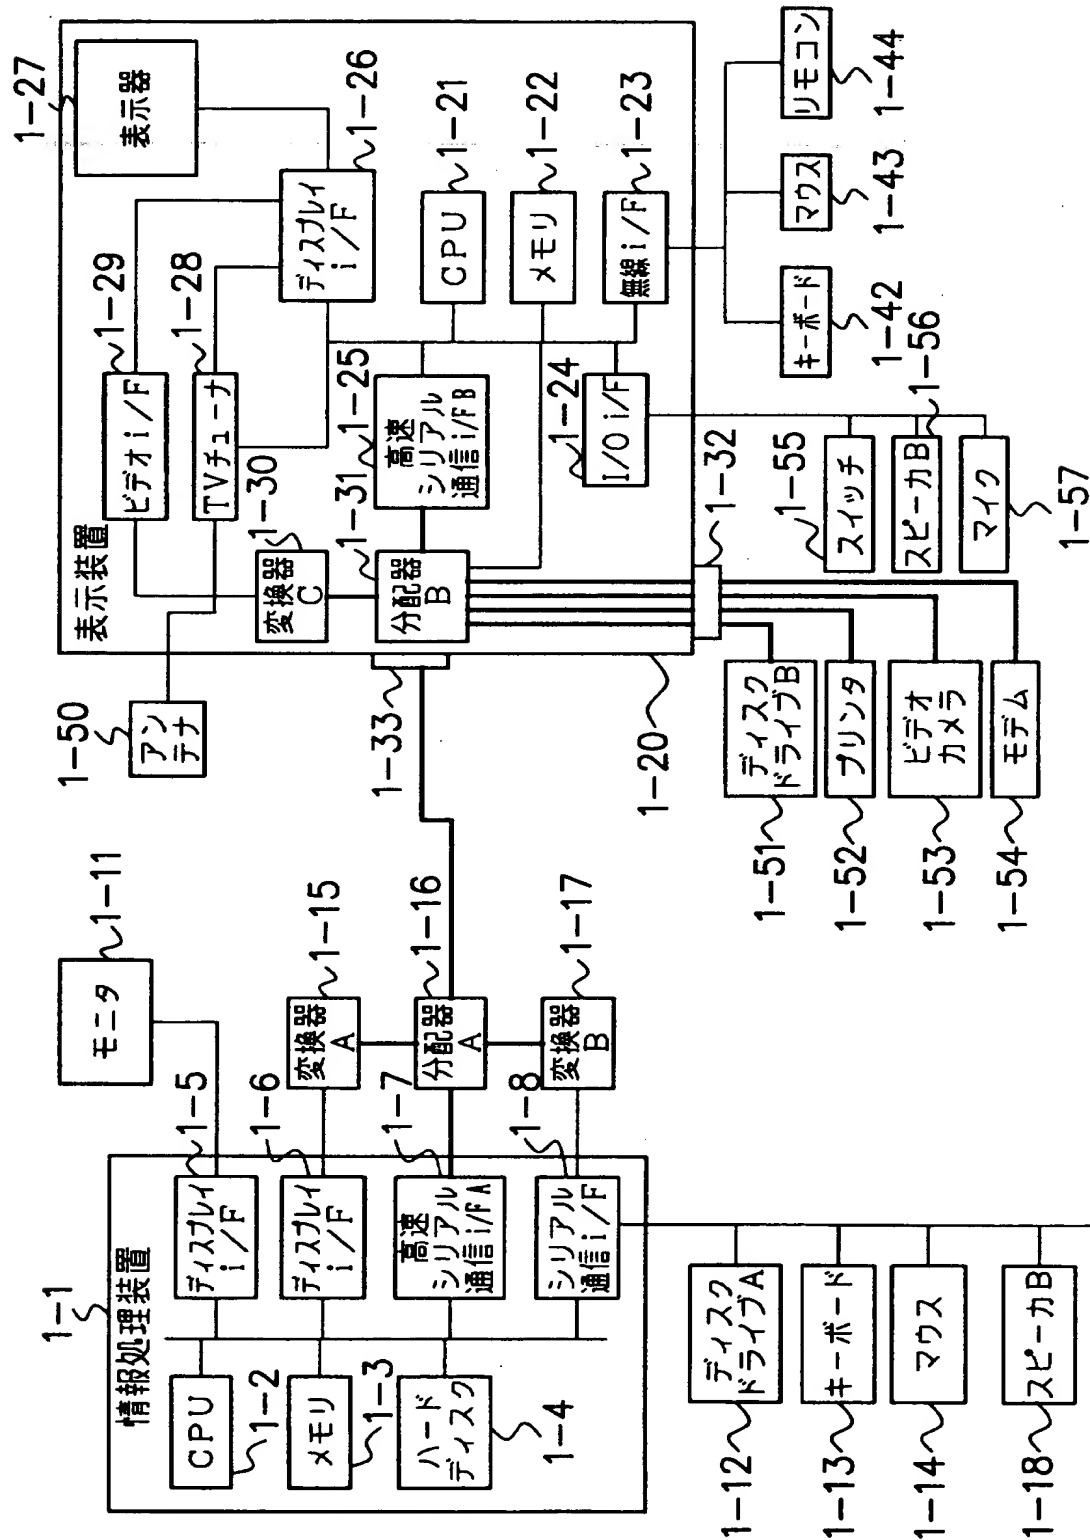 1-1
情報処理装置
CPU
1-2
メモリ
1-3
ハード
ディスク
1-4
ディスプレイ
i/F
1-5
ディスプレイ
i/F
1-6
高速
シリアル
通信i/FA
1-7
シリアル
通信i/F
1-8
モニタ
1-11
変換器
A
1-15
分配器
A
1-16
変換器
B
1-17
ディスク
ドライブA
1-12
キーボード
1-13
マウス
1-14
スピーカB
1-18
アン
テナ
1-50
表示装置
ビデオi/F
1-29
TVチューナ
1-28
変換器
C
1-30
分配器
B
1-31
高速
シリアル
通信i/FB
1-25
ディスプレイ
i/F
1-26
表示器
1-27
CPU
1-21
メモリ
1-22
無線i/F
1-23
I/Oi/F
1-24
1-33
1-20
1-32
ディスク
ドライブB
1-51
プリンタ
1-52
ビデオ
カメラ
1-53
モデム
1-54
スイッチ
1-55
スピーカB
1-56
マイク
1-57
キーボード
1-42
マウス
1-43
リモコン
1-44